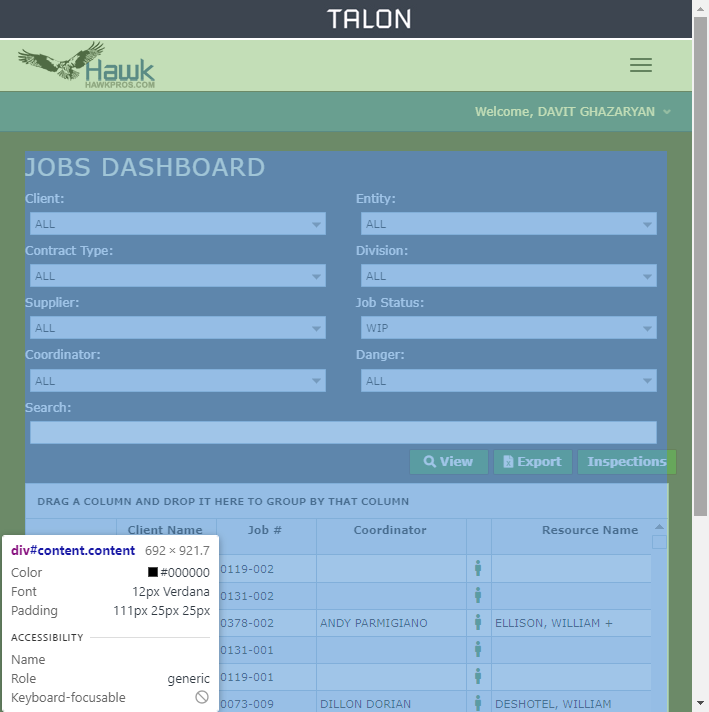 TALON
Hawk
HAWKPROS.COM
Welcome, DAVIT GHAZARYAN
JOBS DASHBOARD
Client: Entity:
ALL ALL
Contract Type: Division:
ALL ALL
Supplier: Job Status:
ALL WIP
Coordinator: Danger:
ALL ALL
Search:
View Export Inspections
DRAG A COLUMN AND DROP IT HERE TO GROUP BY THAT COLUMN
Client Name Job # Coordinator Resource Name
0119-002
0131-002
0378-002 ANDY PARMIGIANO ELLISON, WILLIAM +
0131-001
0119-001
0073-009 DILLON DORIAN DESHOTEL, WILLIAM
div#content.content 692 × 921.7
Color #000000
Font 12px Verdana
Padding 111px 25px 25px
ACCESSIBILITY
Name
Role generic
Keyboard-focusable